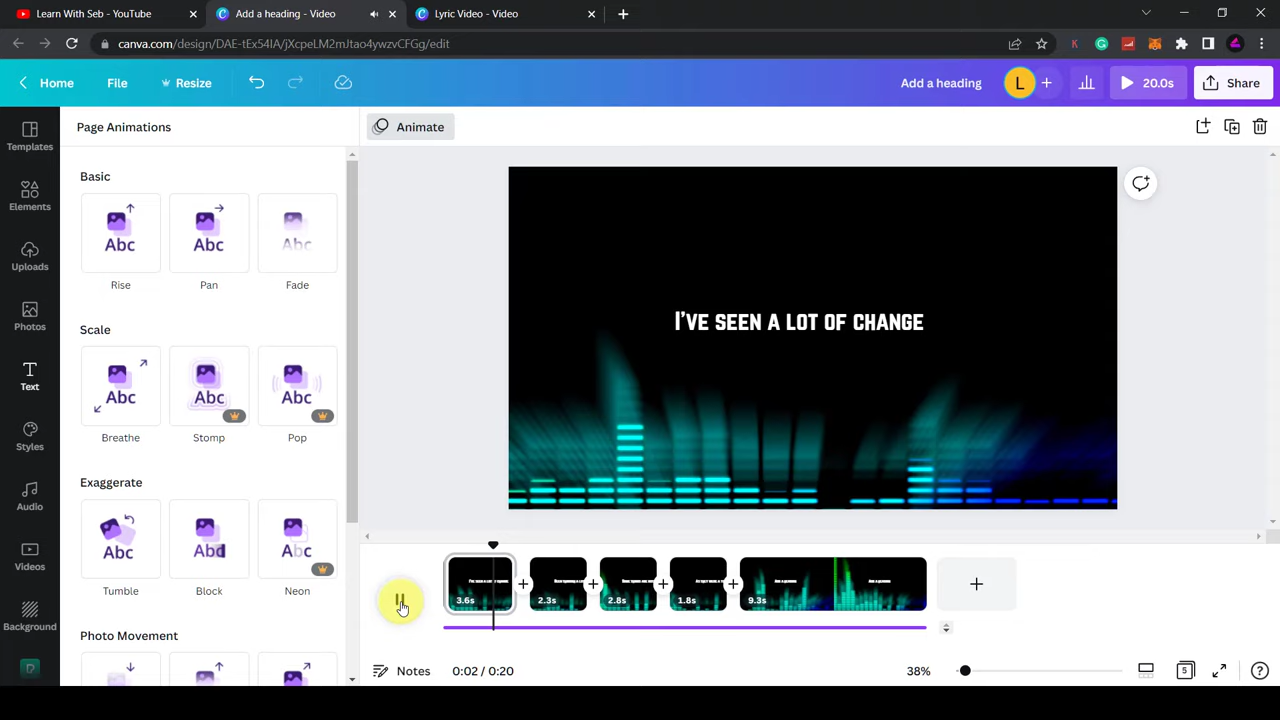 Learn With Seb - YouTube
Add a heading - Video
Lyric Video - Video
canva.com/design/DAE-tEx54IA/jXcpeLM2mJtao4ywzvCFGg/edit
Home
File
Resize
Add a heading
L
20.0s
Share
Templates
Elements
Uploads
Photos
Text
Styles
Audio
Videos
Background
Page Animations
Basic
Abc
Abc
Abc
Rise
Pan
Fade
Scale
Abc
Abc
Abc
Breathe
Stomp
Pop
Exaggerate
Abc
Abc
Abc
Tumble
Block
Neon
Photo Movement
Animate
I'VE SEEN A LOT OF CHANGE
3.6s
2.3s
2.8s
1.8s
9.3s
Notes
0:02 / 0:20
38%
5